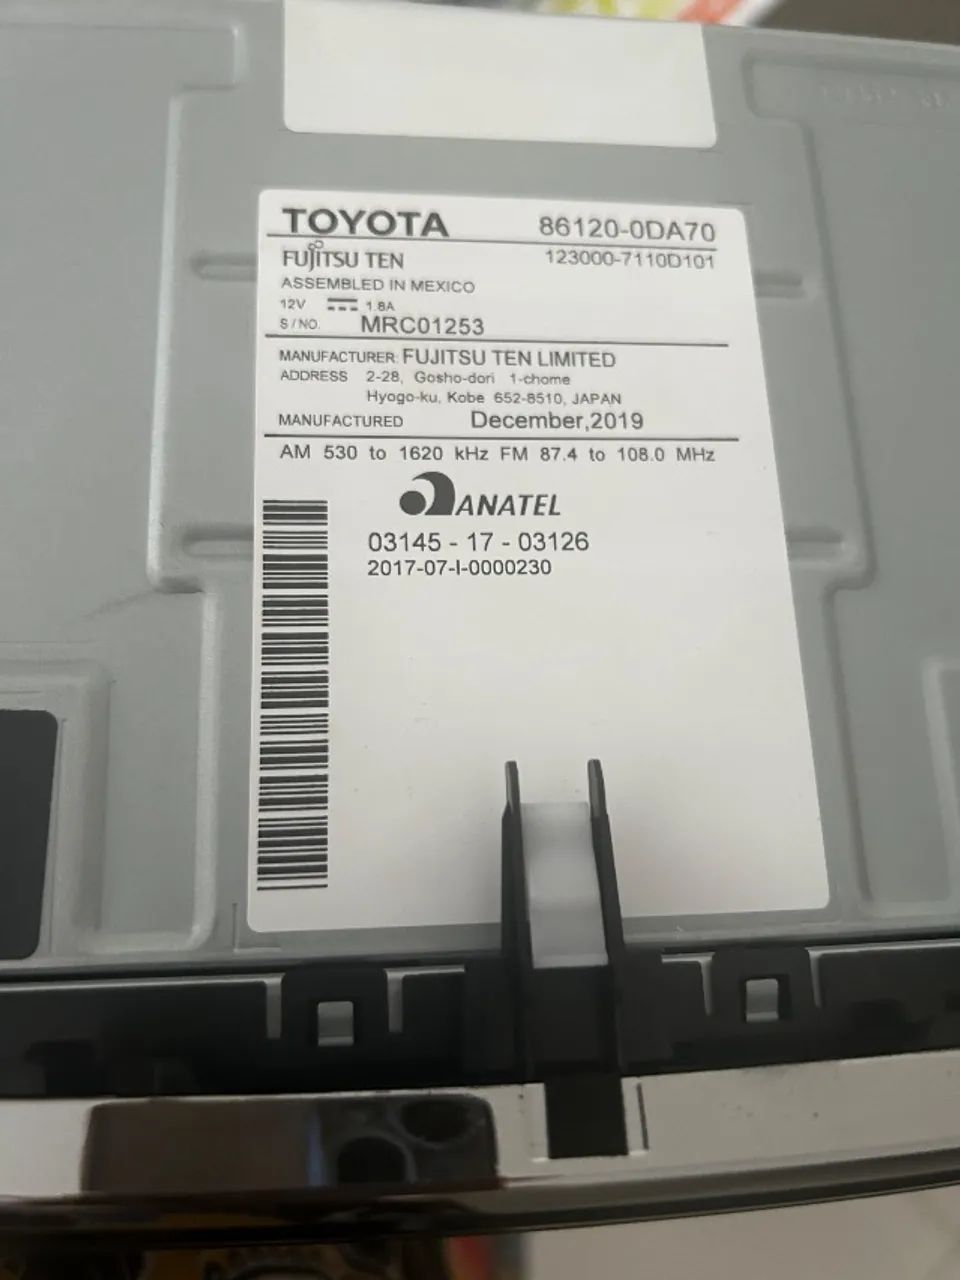 TOYOTA 86120-0DA70
FUJITSU TEN 123000-7110D101
ASSEMBLED IN MEXICO
12V 1.8A
S/NO. MRC01253
MANUFACTURER: FUJITSU TEN LIMITED
ADDRESS 2-28, Gosho-dori 1-chome
Hyogo-ku, Kobe 652-8510, JAPAN
MANUFACTURED December,2019
AM 530 to 1620 kHz FM 87.4 to 108.0 MHz
ANATEL
03145 - 17 - 03126
2017-07-I-0000230